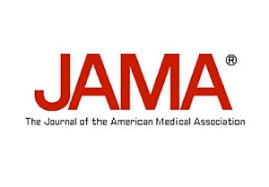 JAMA®
The Journal of the American Medical Association